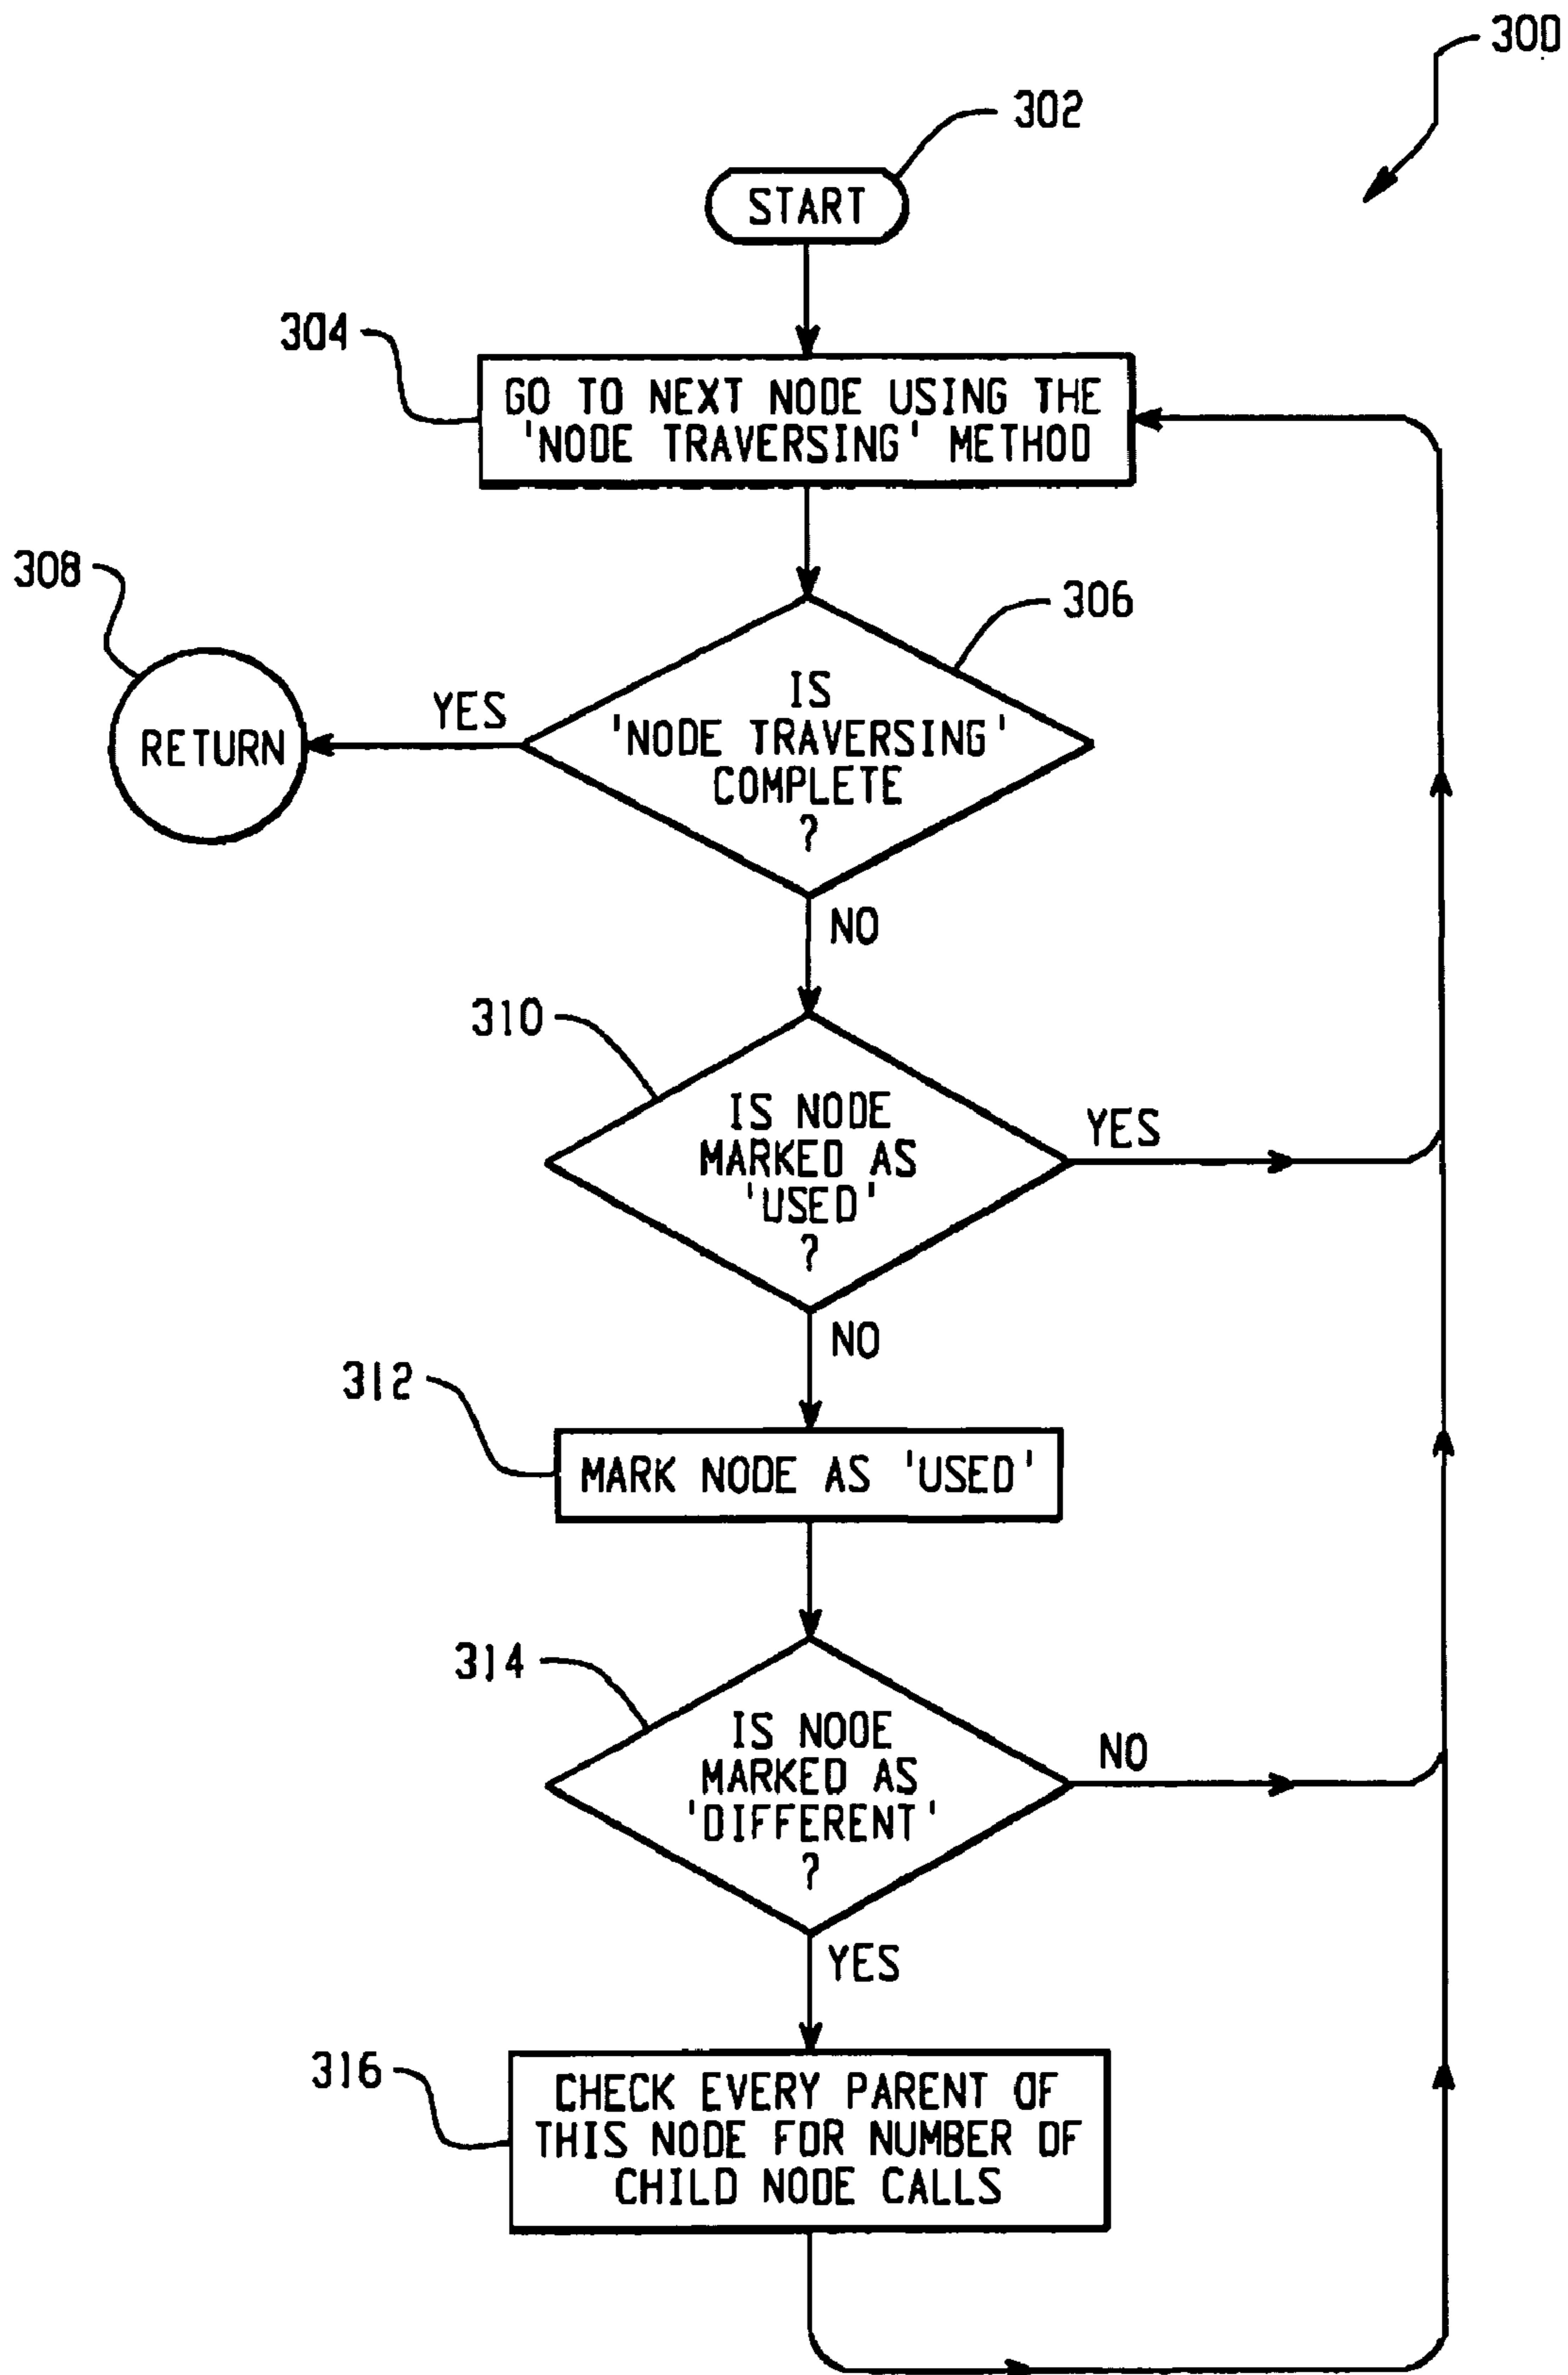 300
302
START
304
GO TO NEXT NODE USING THE
'NODE TRAVERSING' METHOD
308
306
RETURN
YES
IS
'NODE TRAVERSING'
COMPLETE
?
NO
310
IS NODE
MARKED AS
'USED'
?
YES
NO
312
MARK NODE AS 'USED'
314
IS NODE
MARKED AS
'DIFFERENT'
?
NO
YES
316
CHECK EVERY PARENT OF
THIS NODE FOR NUMBER OF
CHILD NODE CALLS